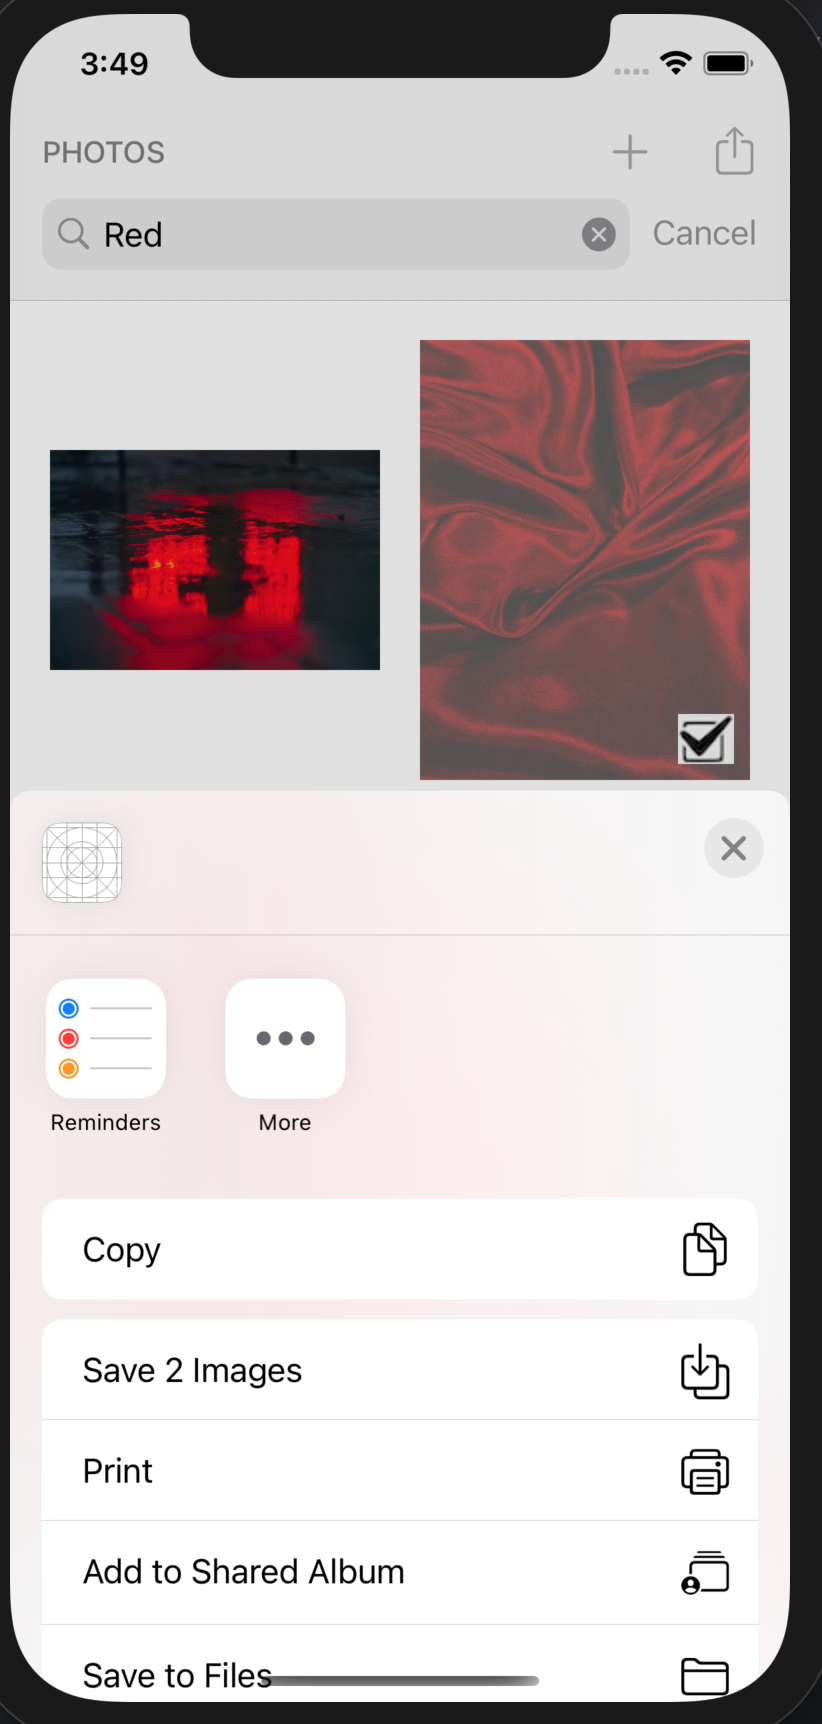 3:49
PHOTOS
Red
Cancel
Reminders
More
Copy
Save 2 Images
Print
Add to Shared Album
Save to Files